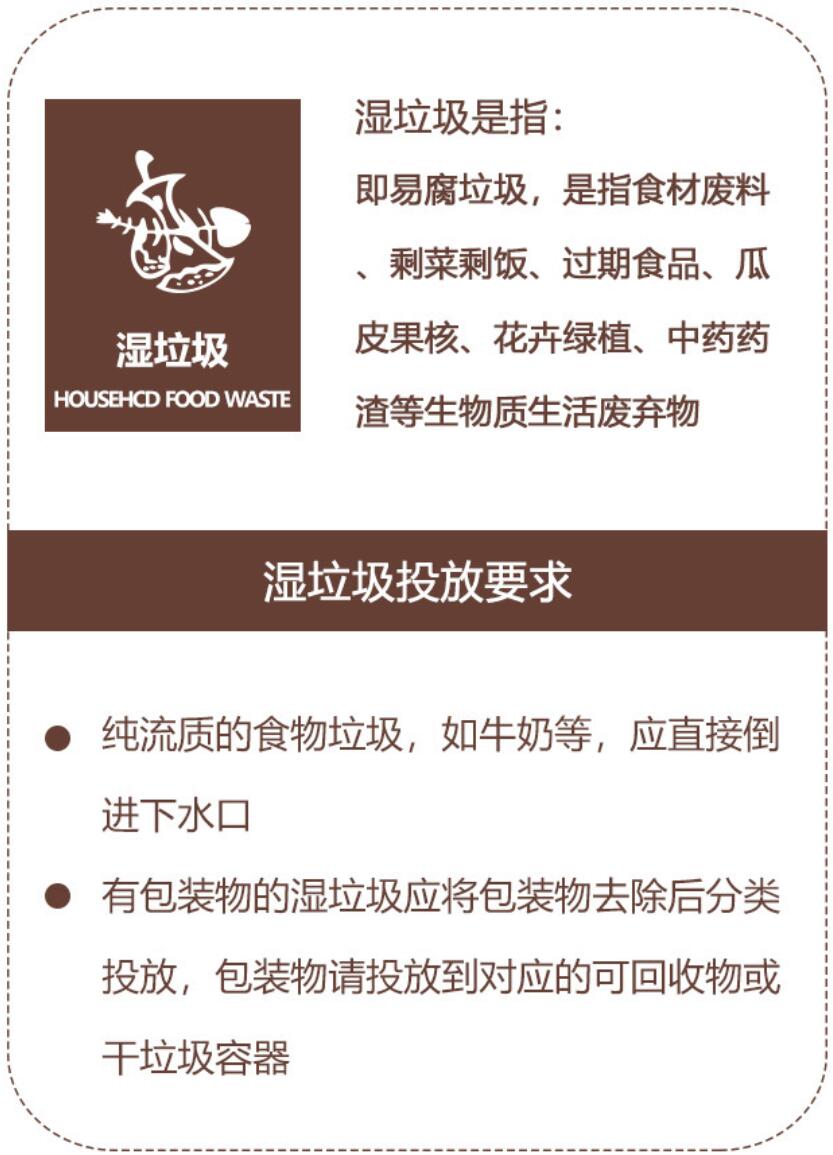 湿垃圾
HOUSEHCD FOOD WASTE
湿垃圾是指：
即易腐垃圾，是指食材废料
、剩菜剩饭、过期食品、瓜
皮果核、花卉绿植、中药药
渣等生物质生活废弃物
湿垃圾投放要求
纯流质的食物垃圾，如牛奶等，应直接倒
进下水口
有包装物的湿垃圾应将包装物去除后分类
投放，包装物请投放到对应的可回收物或
干垃圾容器